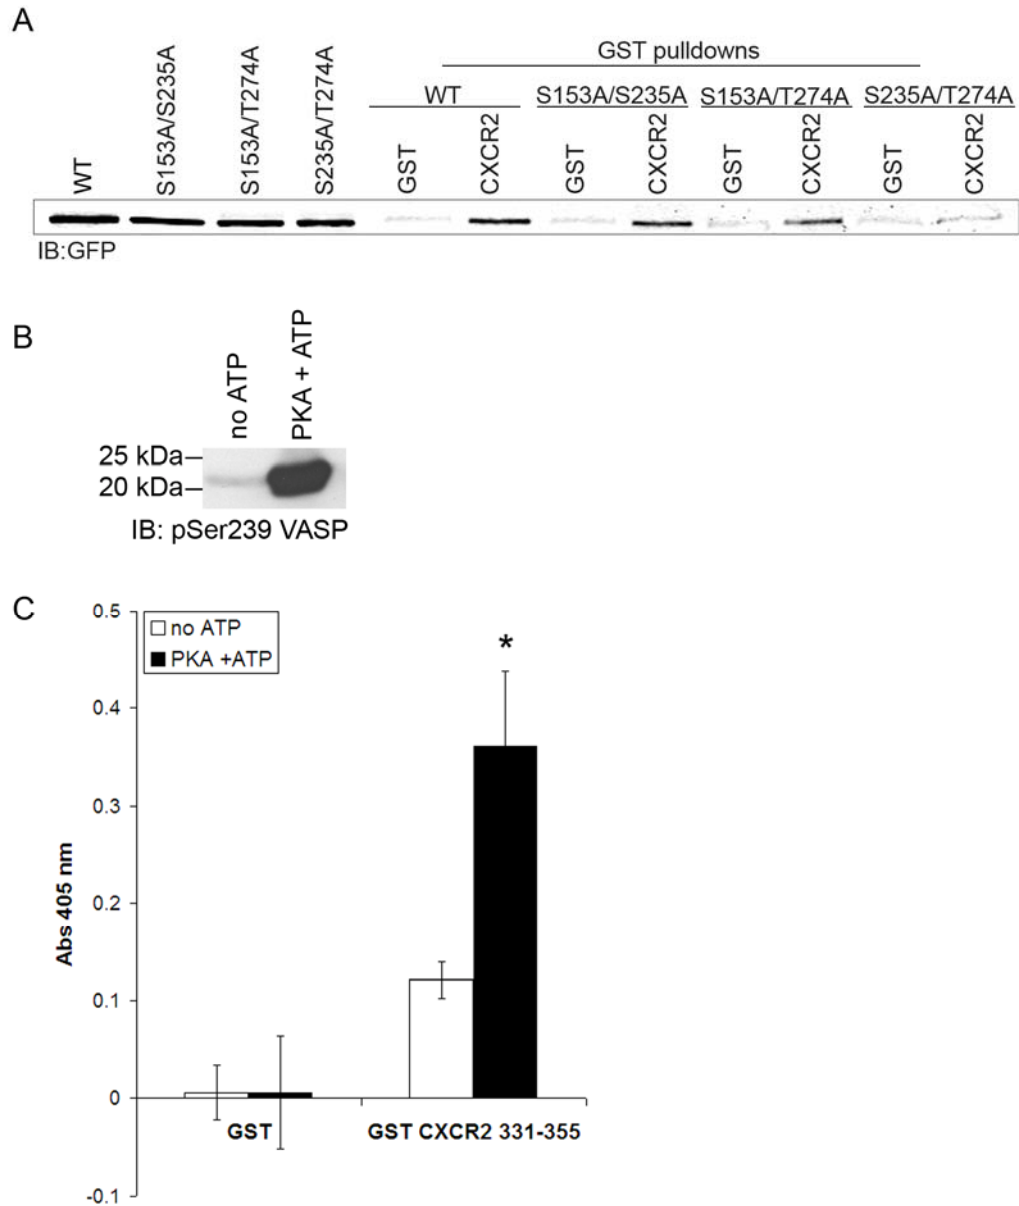 A
WT
S153A/S235A
S153A/T274A
S235A/T274A
GST pulldowns
WT
S153A/S235A
S153A/T274A
S235A/T274A
GST
CXCR2
GST
CXCR2
GST
CXCR2
GST
CXCR2
IB:GFP
B
no ATP
PKA + ATP
25 kDa
20 kDa
IB: pSer239 VASP
C
no ATP
PKA +ATP
*
Abs 405 nm
0.5
0.4
0.3
0.2
0.1
0
-0.1
GST
GST CXCR2 331-355